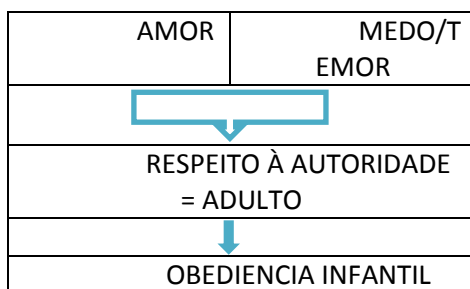 AMOR MEDO/T
EMOR
RESPEITO À AUTORIDADE
= ADULTO
OBEDIENCIA INFANTIL